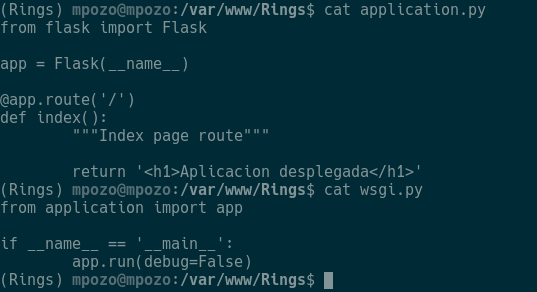 (Rings) mpozo@mpozo:/var/www/Rings$ cat application.py
from flask import Flask

app = Flask(__name__)

@app.route('/')
def index():
        """Index page route"""

        return '<h1>Aplicacion desplegada</h1>'
(Rings) mpozo@mpozo:/var/www/Rings$ cat wsgi.py
from application import app

if __name__ == '__main__':
        app.run(debug=False)
(Rings) mpozo@mpozo:/var/www/Rings$